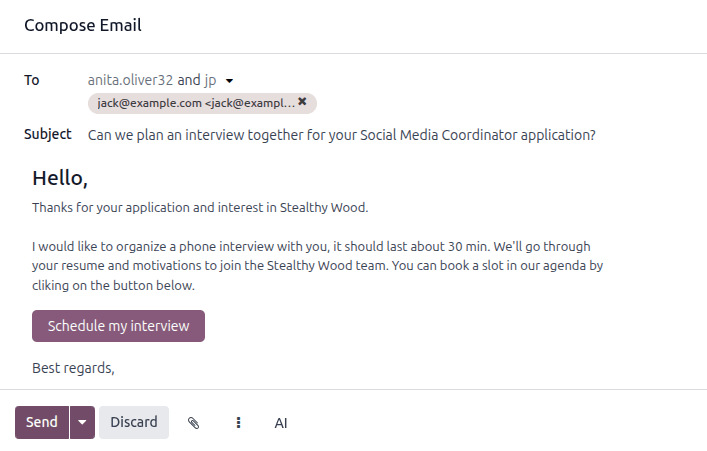 Compose Email
To anita.oliver32 and jp
jack@example.com <jack@exampl...
Subject Can we plan an interview together for your Social Media Coordinator application?
Hello,
Thanks for your application and interest in Stealthy Wood.
I would like to organize a phone interview with you, it should last about 30 min. We'll go through
your resume and motivations to join the Stealthy Wood team. You can book a slot in our agenda by
cliking on the button below.
Schedule my interview
Best regards,
Send Discard AI